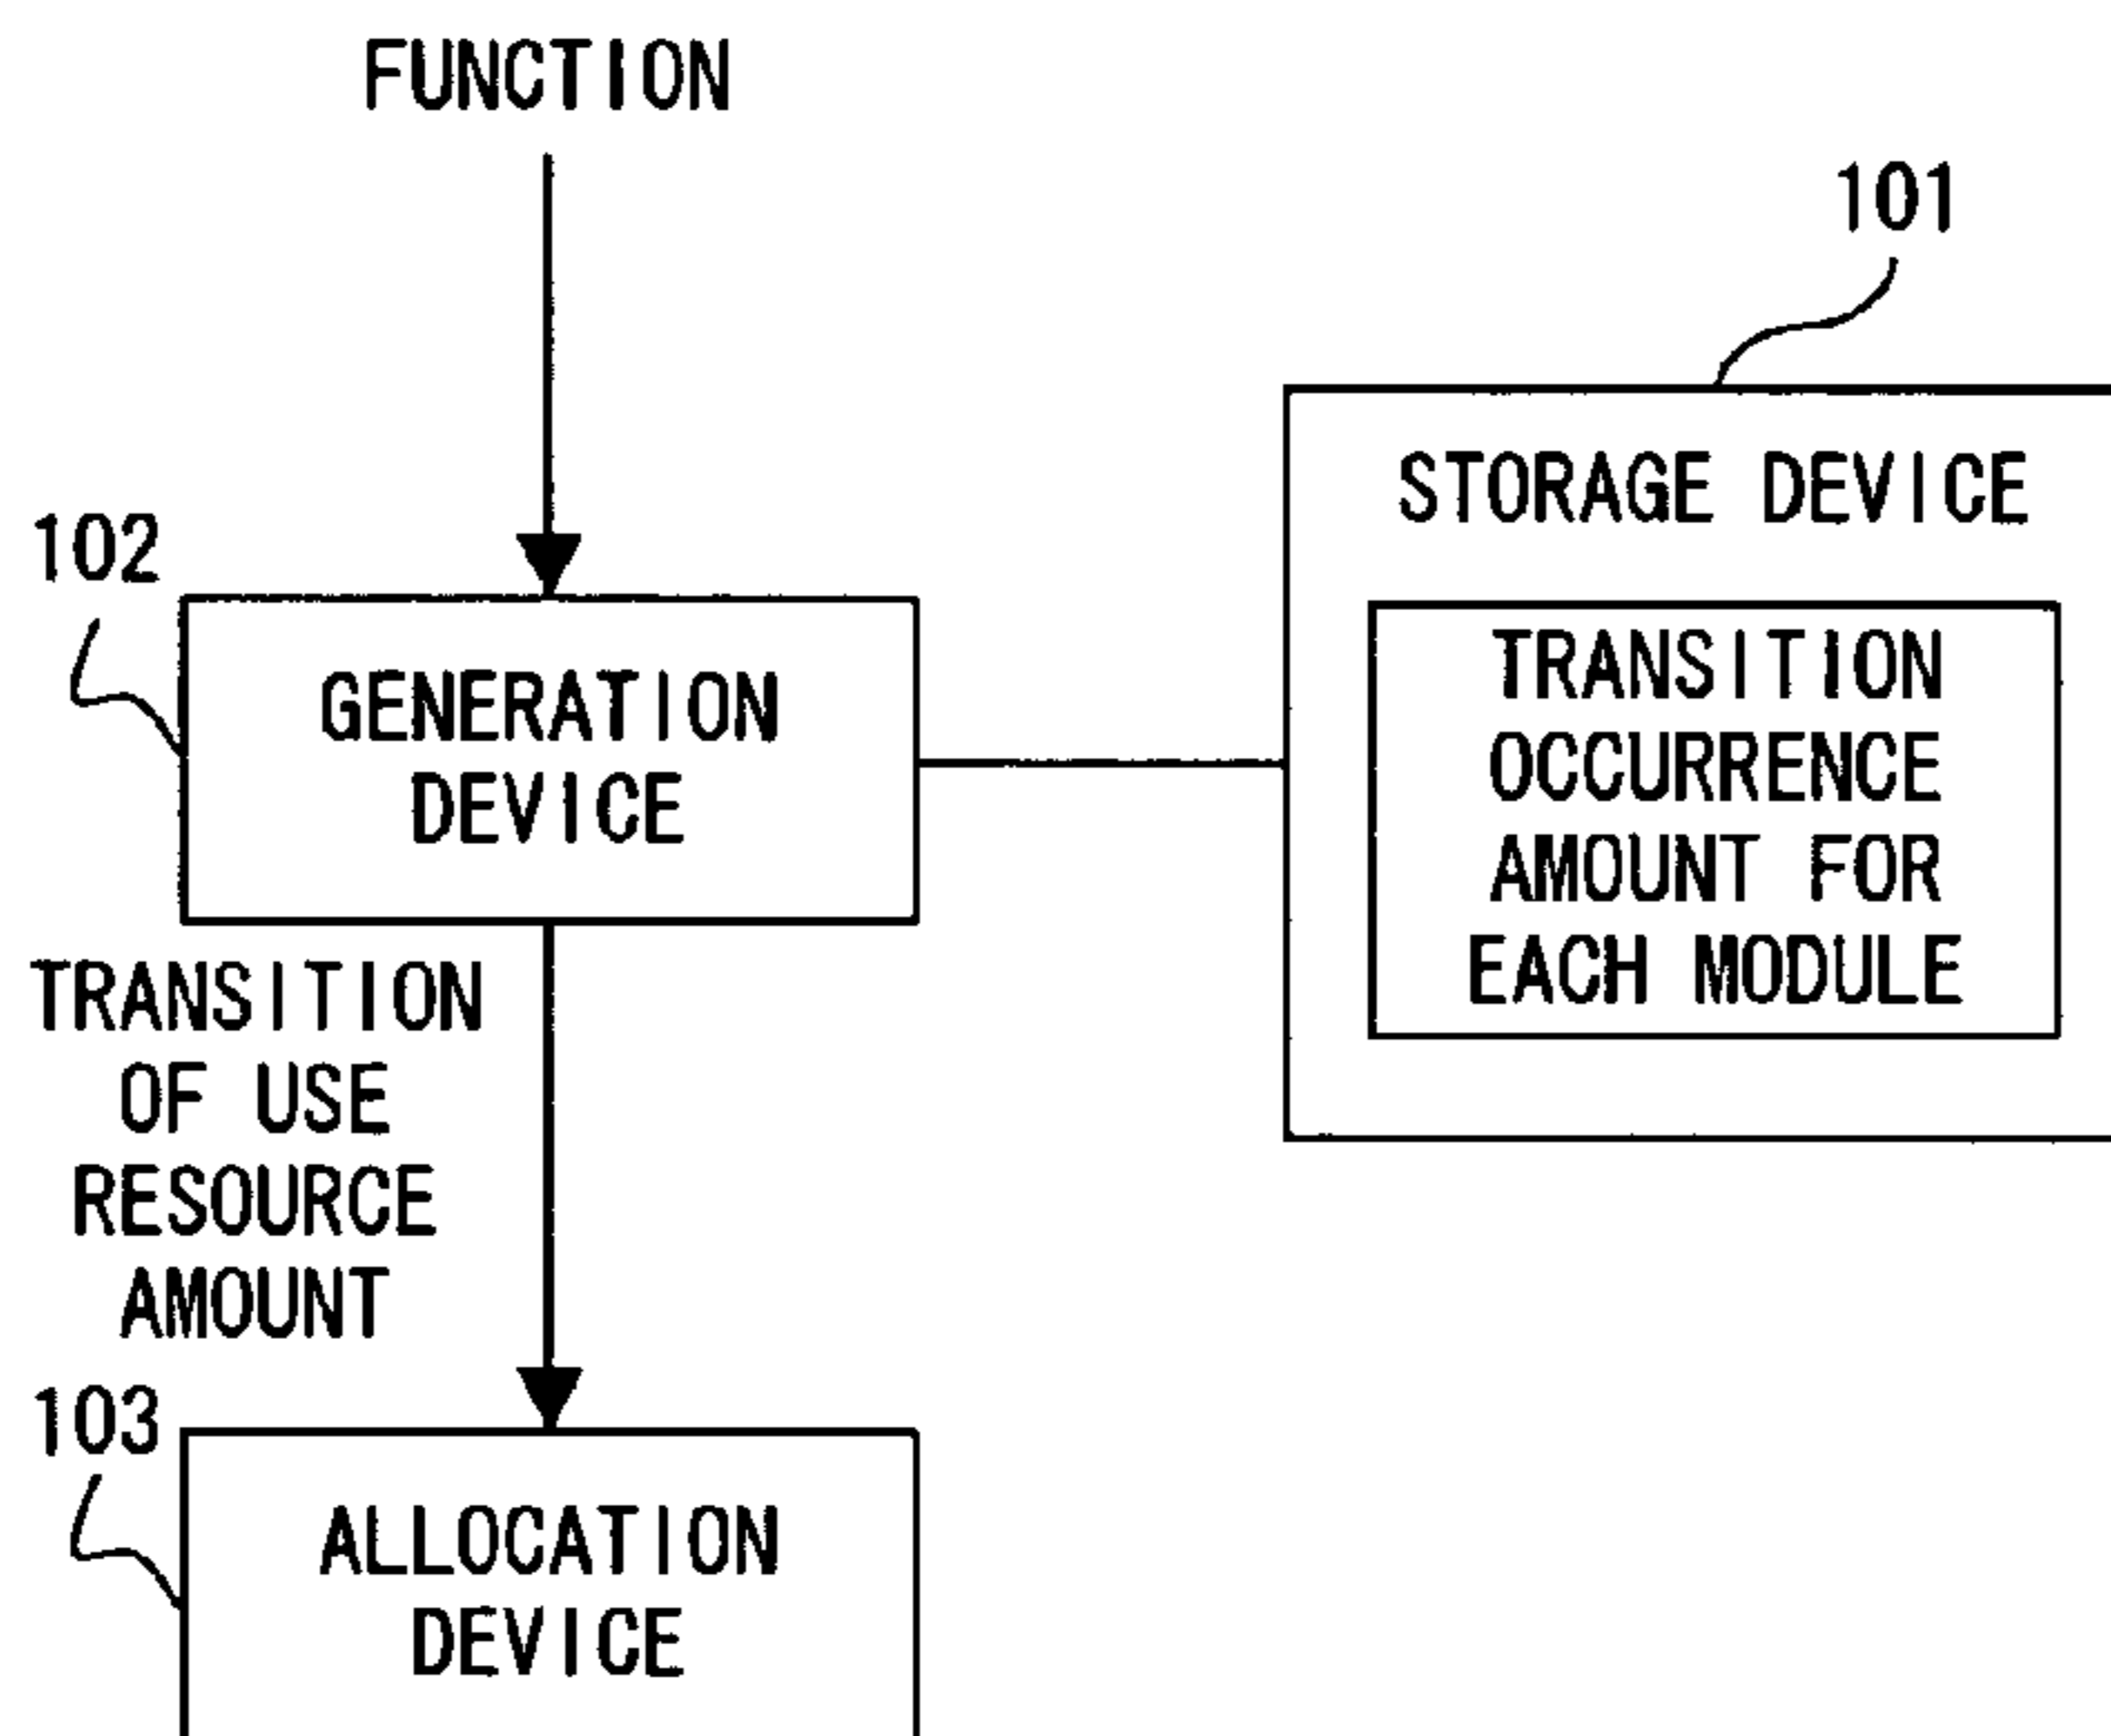 FUNCTION
101
STORAGE DEVICE
102
GENERATION
DEVICE
TRANSITION
OCCURRENCE
AMOUNT FOR
EACH MODULE
TRANSITION
OF USE
RESOURCE
AMOUNT
103
ALLOCATION
DEVICE